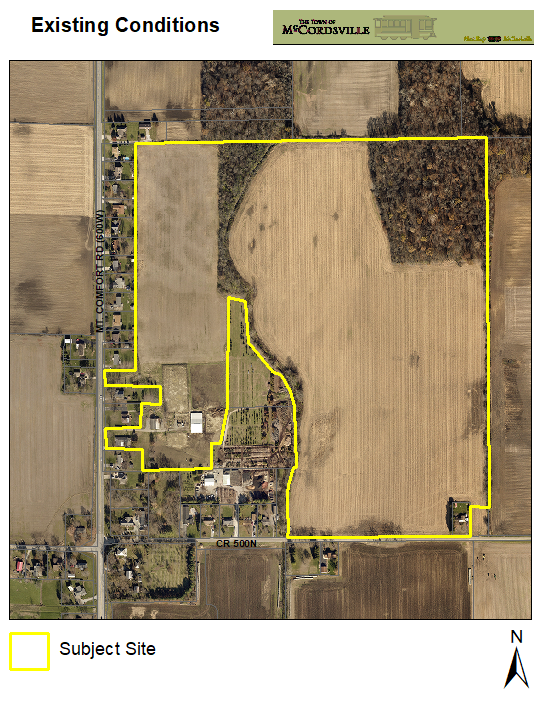 Existing Conditions
THE TOWN OF
MCCORDSVILLE
MT COMFORT RD (600W)
CR 500N
Subject Site
N